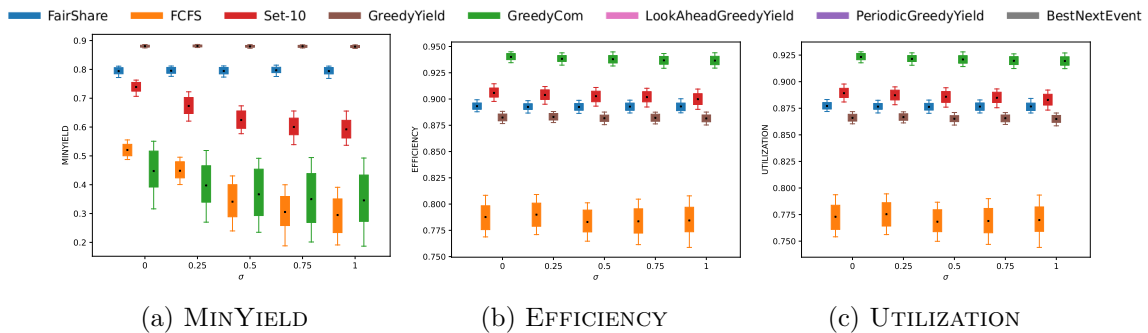 FairShare FCFS Set-10 GreedyYield GreedyCom LookAheadGreedyYield PeriodicGreedyYield BestNextEvent
MINYIELD
0.9
0.8
0.7
0.6
0.5
0.4
0.3
0.2
0 0.25 0.5 0.75 1
σ
(a) MINYIELD
EFFICIENCY
0.950
0.925
0.900
0.875
0.850
0.825
0.800
0.775
0.750
0 0.25 0.5 0.75 1
σ
(b) EFFICIENCY
UTILIZATION
0.925
0.900
0.875
0.850
0.825
0.800
0.775
0.750
0 0.25 0.5 0.75 1
σ
(c) UTILIZATION